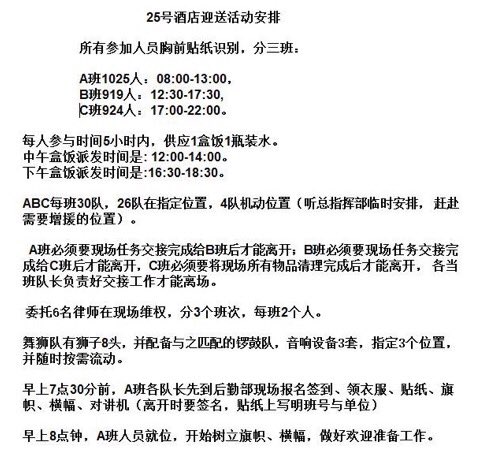 25号酒店迎送活动安排
所有参加人员胸前贴纸识别，分三班：
A班1025人：08:00-13:00，
B班919人：12:30-17:30，
C班924人：17:00-22:00。
每人参与时间5小时内，供应1盒饭1瓶装水。
中午盒饭派发时间是: 12:00-14:00。
下午盒饭派发时间是:16:30-18:30。
ABC每班30队，26队在指定位置，4队机动位置（听总指挥部临时安排， 赶赴
需要增援的位置）。
A班必须要现场任务交接完成给B班后才能离开；B班必须要现场任务交接完
成给C班后才能离开，C班必须要将现场所有物品清理完成后才能离开， 各当
班队长负责好交接工作才能离场。
委托6名律师在现场维权，分3个班次，每班2个人。
舞狮队有狮子8头，并配备与之匹配的锣鼓队，音响设备3套，指定3个位置，
并随时按需流动。
早上7点30分前，A班各队长先到后勤部现场报名签到、领衣服、贴纸、旗
帜、横幅、对讲机（离开时要签名，贴纸上写明班号与单位）
早上8点钟，A班人员就位，开始树立旗帜、横幅，做好欢迎准备工作。